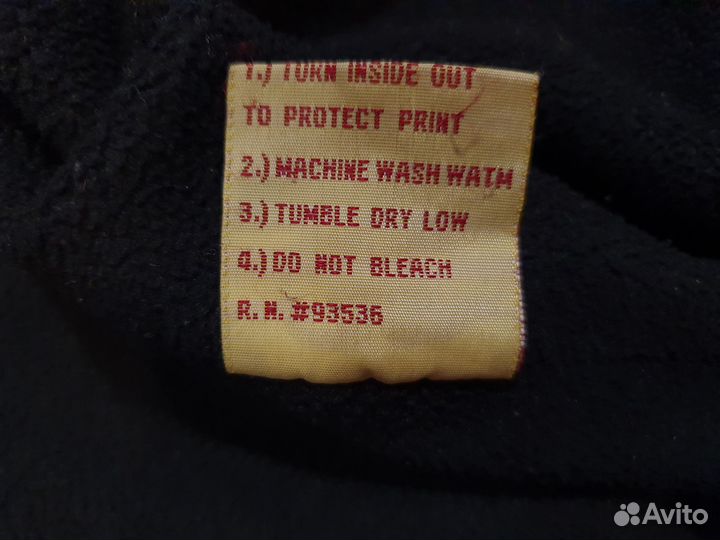 1.) TURN INSIDE OUT
TO PROTECT PRINT
2.) MACHINE WASH WATM
3.) TUMBLE DRY LOW
4.) DO NOT BLEACH
R. N. #93536
Avito